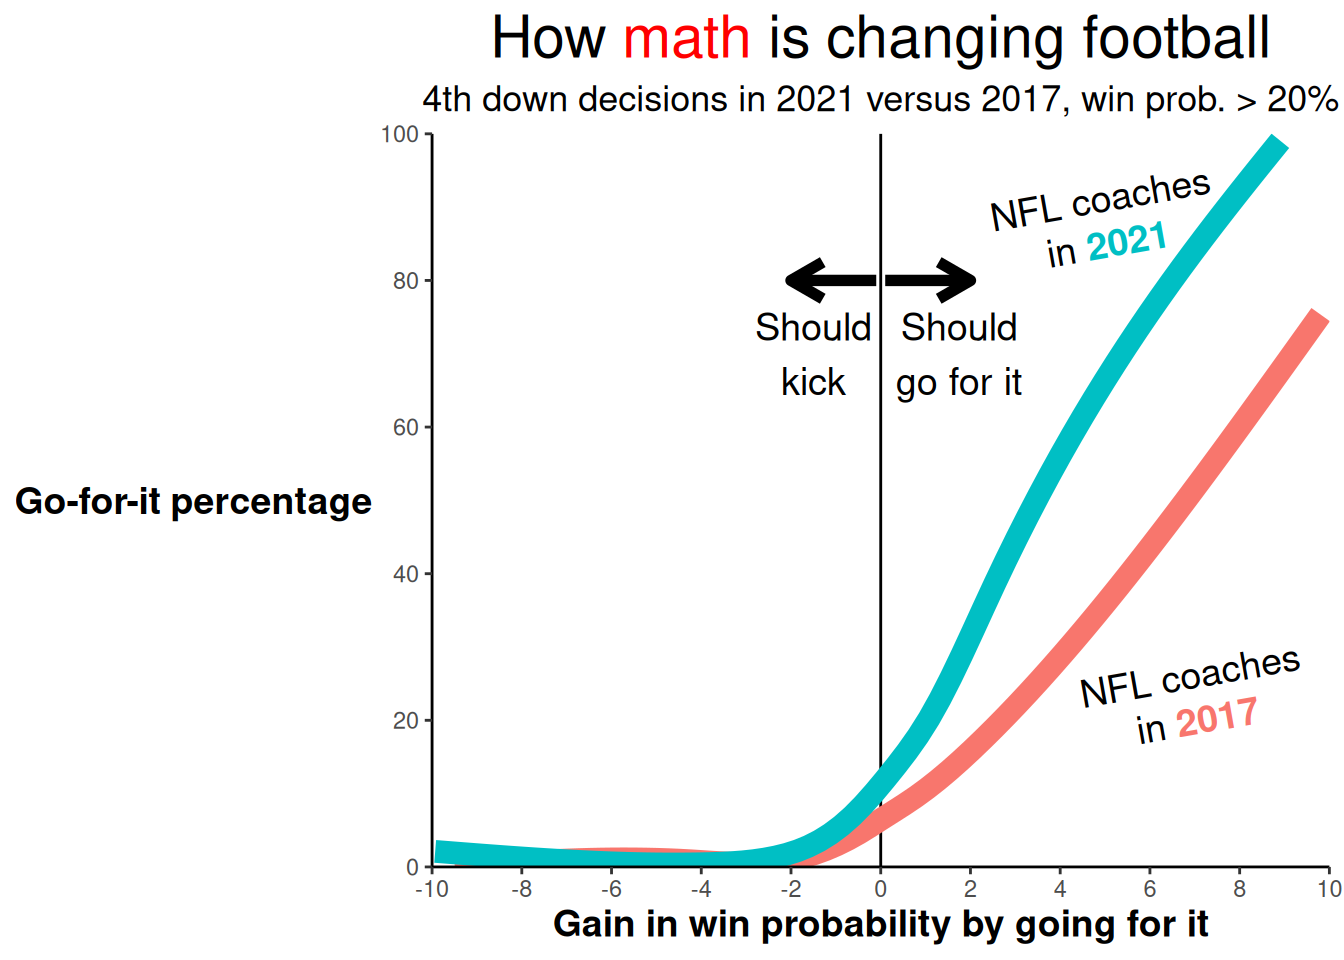 How math is changing football
4th down decisions in 2021 versus 2017, win prob. > 20%
100
80
60
40
20
0
Go-for-it percentage
NFL coaches
in 2021
Should
kick
Should
go for it
NFL coaches
in 2017
-10 -8 -6 -4 -2 0 2 4 6 8 10
Gain in win probability by going for it